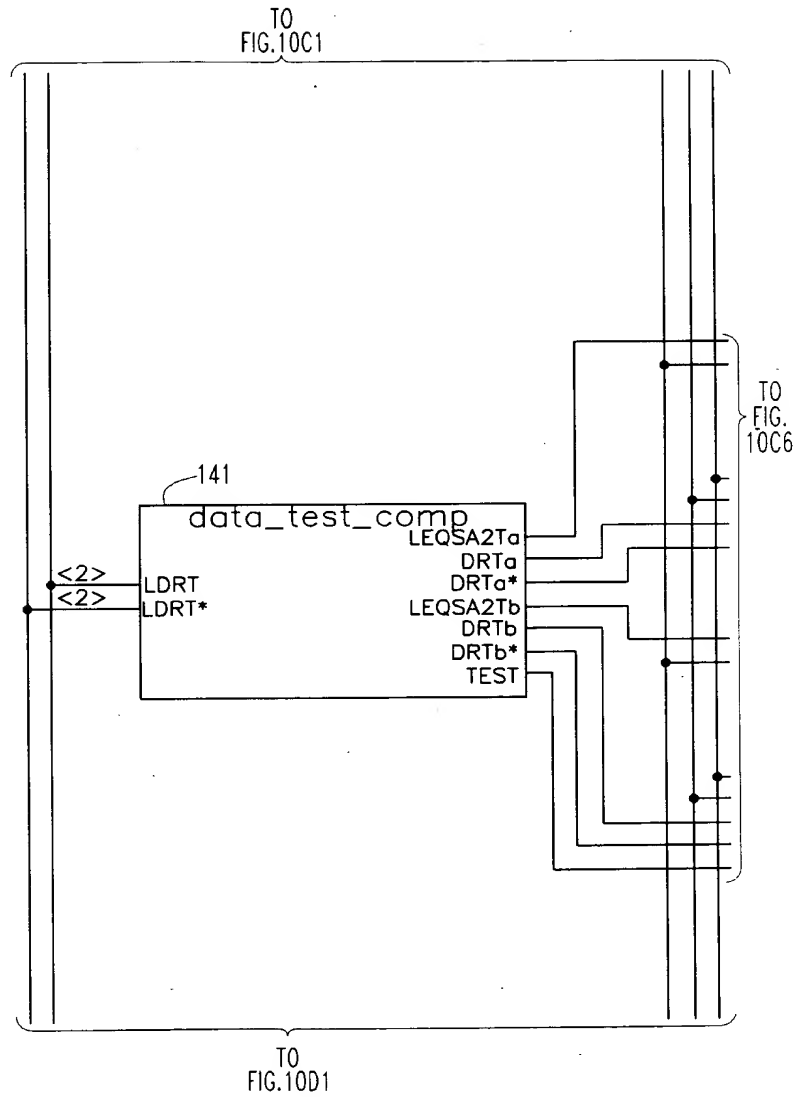 TO
FIG.10C1
TO
FIG.
10C6
141
data_test_comp
LEQSA2Ta
DRTa
<2> LDRT
DRTa*
<2> LDRT*
LEQSA2Tb
DRTb
DRTb*
TEST
TO
FIG.10D1